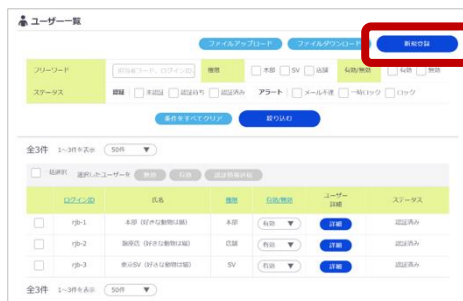 ユーザー一覧
ファイルアップロード ファイルダウンロード 新規登録
フリーワード 権限 本部 SV 店舗 有効/無効 有効 無効
ステータス 認証 未認証 認証待ち 認証済み アラート メール不達 一時ロック ロック
条件をすべてクリア 絞り込む
全3件 1~3件を表示 50件 ▼
選択したユーザーを 無効 有効
ログインID 氏名 権限 有効/無効 ユーザー詳細 ステータス
rjb-1 本部(好きな動物は猫) 本部 有効 ▼ 詳細 認証済み
rjb-2 銀座店(好きな動物は猫) 店舗 有効 ▼ 詳細 認証済み
rjb-3 東京SV(好きな動物は猫) SV 有効 ▼ 詳細 認証済み
全3件 1~3件を表示 50件 ▼